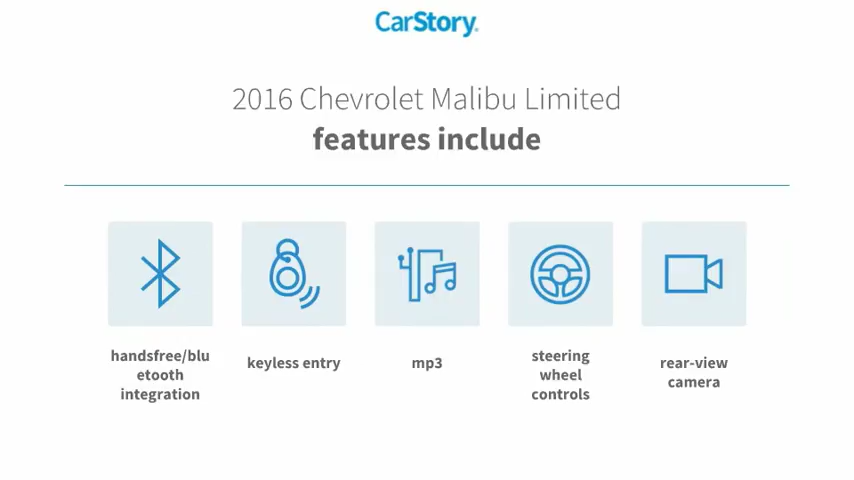 CarStory.
2016 Chevrolet Malibu Limited
features include
handsfree/blu
etooth
integration
keyless entry
mp3
steering
wheel
controls
rear-view
camera